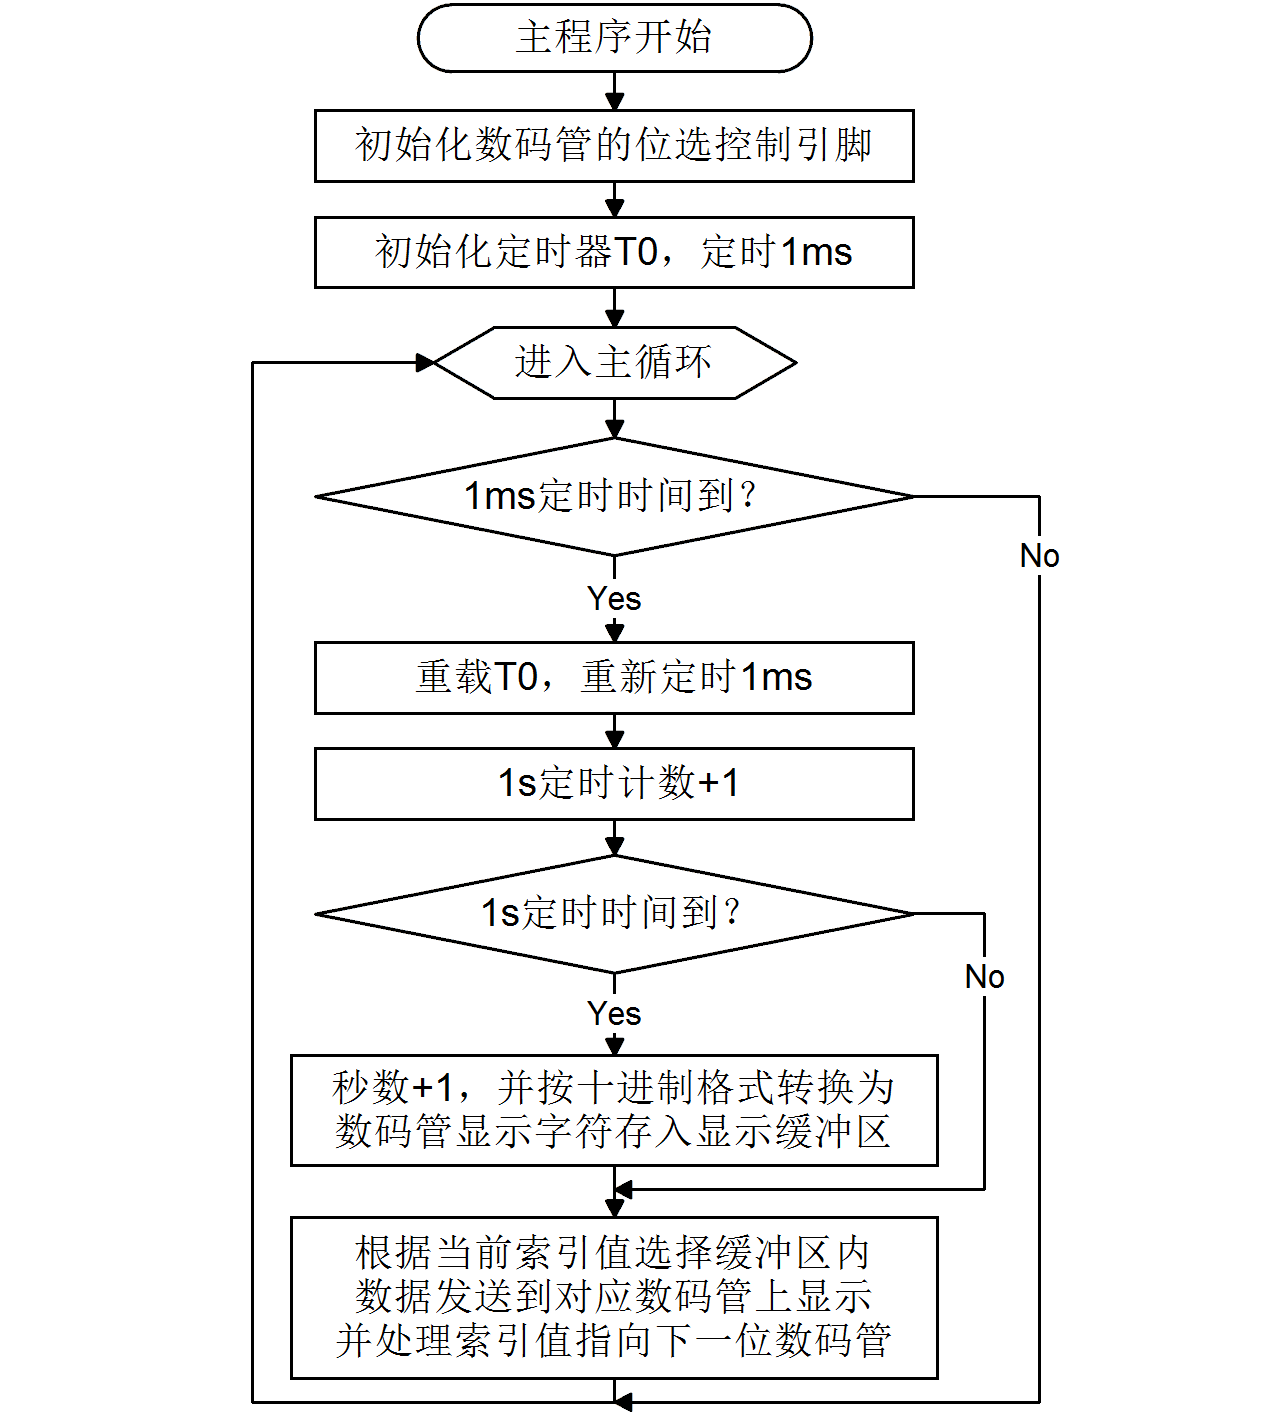 主程序开始
初始化数码管的位选控制引脚
初始化定时器T0，定时1ms
进入主循环
1ms定时时间到？
No
Yes
重载T0，重新定时1ms
1s定时计数+1
1s定时时间到？
No
Yes
秒数+1，并按十进制格式转换为
数码管显示字符存入显示缓冲区
根据当前索引值选择缓冲区内
数据发送到对应数码管上显示
并处理索引值指向下一位数码管